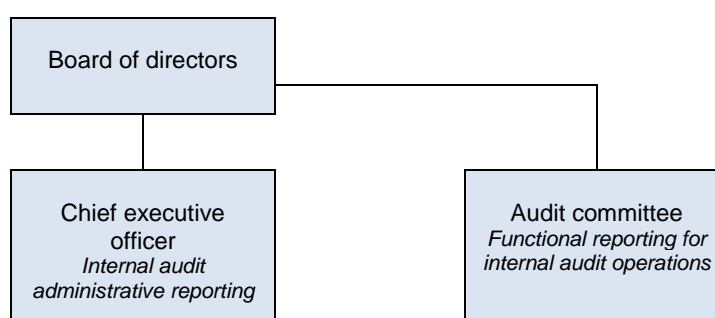 Board of directors
Chief executive
officer
Internal audit
administrative reporting
Audit committee
Functional reporting for
internal audit operations